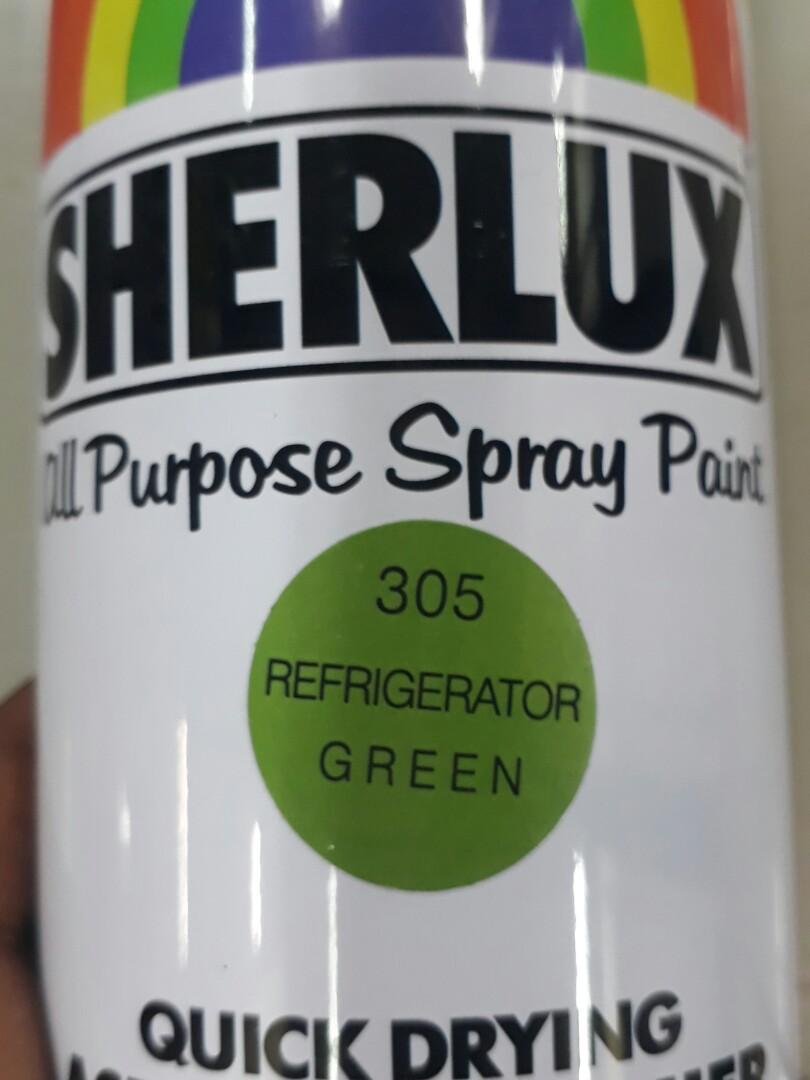 SHERLUX
all Purpose Spray Paint
305
REFRIGERATOR
GREEN
QUICK DRYING